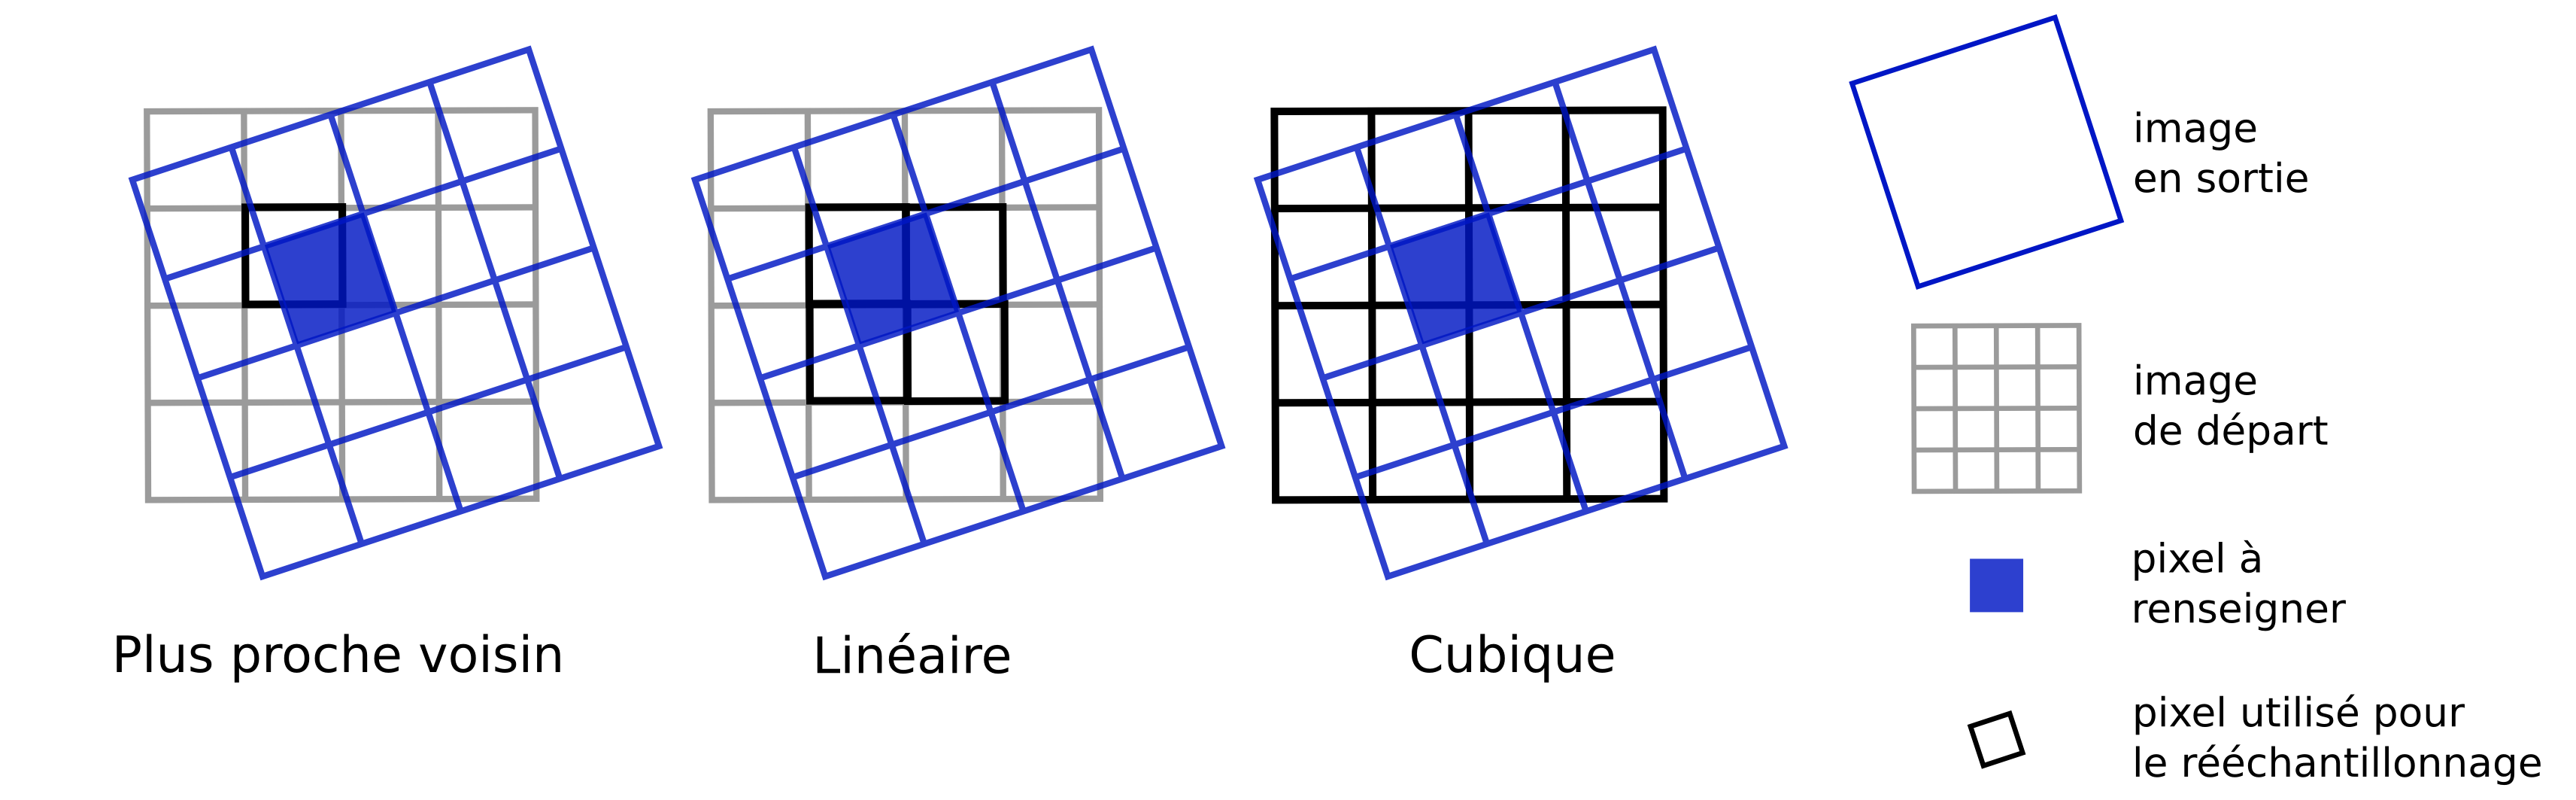 Plus proche voisin
Linéaire
Cubique
image
en sortie
image
de départ
pixel à
renseigner
pixel utilisé pour
le rééchantillonnage